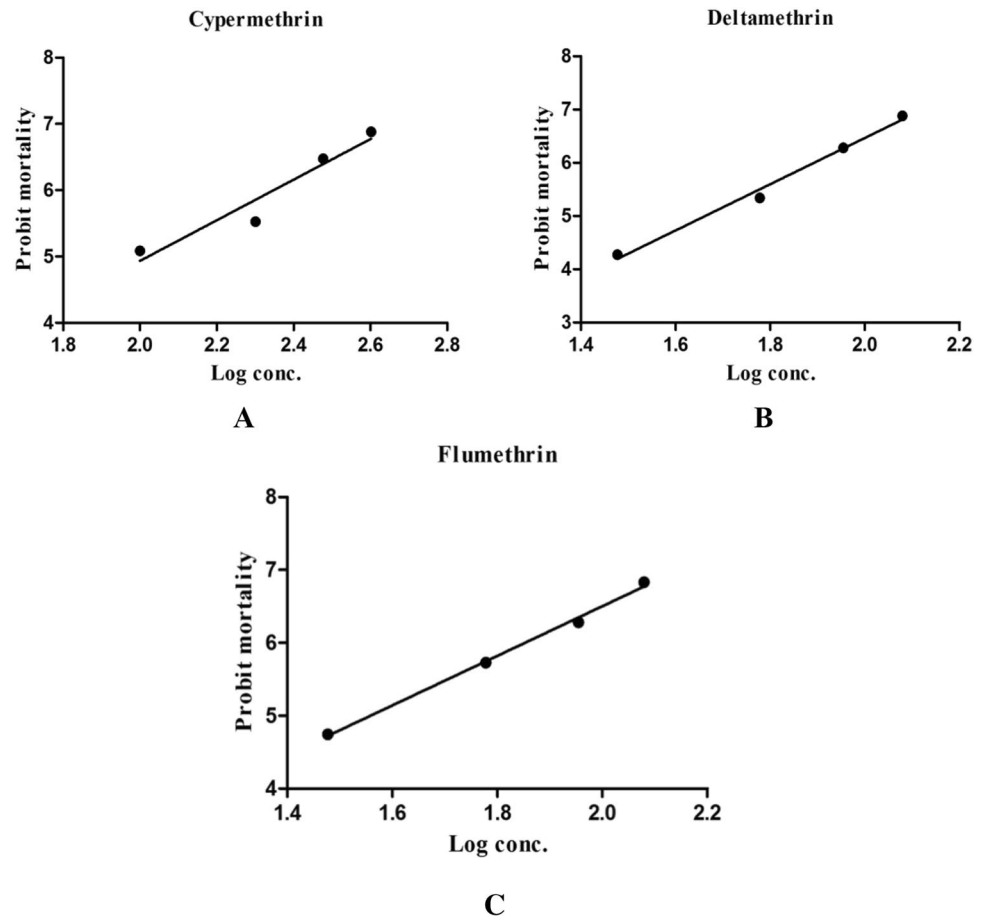 Cypermethrin
Probit mortality
8
7
6
5
4
1.8 2.0 2.2 2.4 2.6 2.8
Log conc.
A
Deltamethrin
Probit mortality
8
7
6
5
4
3
1.4 1.6 1.8 2.0 2.2
Log conc.
B
Flumethrin
Probit mortality
8
7
6
5
4
1.4 1.6 1.8 2.0 2.2
Log conc.
C